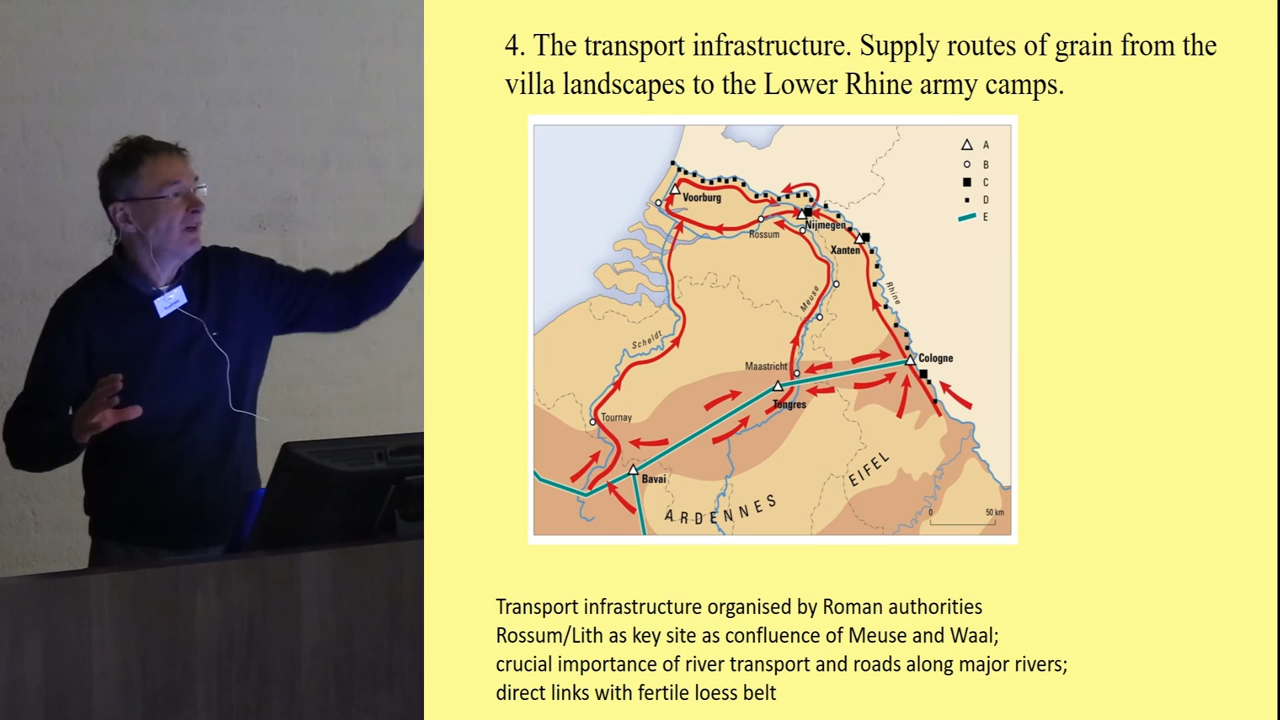 4. The transport infrastructure. Supply routes of grain from the
villa landscapes to the Lower Rhine army camps.
A
B
C
D
E
Voorburg
Nijmegen
Rossum
Xanten
Rhine
Meuse
Scheldt
Cologne
Maastricht
Tongres
Tournay
Bavai
EIFEL
ARDENNES
0 50 km
Transport infrastructure organised by Roman authorities
Rossum/Lith as key site as confluence of Meuse and Waal;
crucial importance of river transport and roads along major rivers;
direct links with fertile loess belt